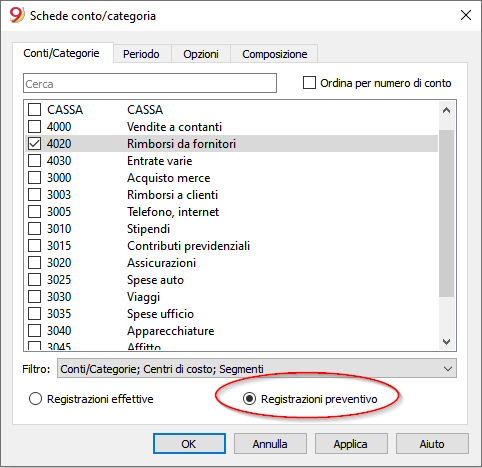 Schede conto/categoria
Conti/Categorie Periodo Opzioni Composizione
Cerca Ordina per numero di conto
CASSA CASSA
4000 Vendite a contanti
4020 Rimborsi da fornitori
4030 Entrate varie
3000 Acquisto merce
3003 Rimborsi a clienti
3005 Telefono, internet
3010 Stipendi
3015 Contributi previdenziali
3020 Assicurazioni
3025 Spese auto
3030 Viaggi
3035 Spese ufficio
3040 Apparecchiature
3045 Affitto
Filtro: Conti/Categorie; Centri di costo; Segmenti
Registrazioni effettive Registrazioni preventivo
OK Annulla Applica Aiuto